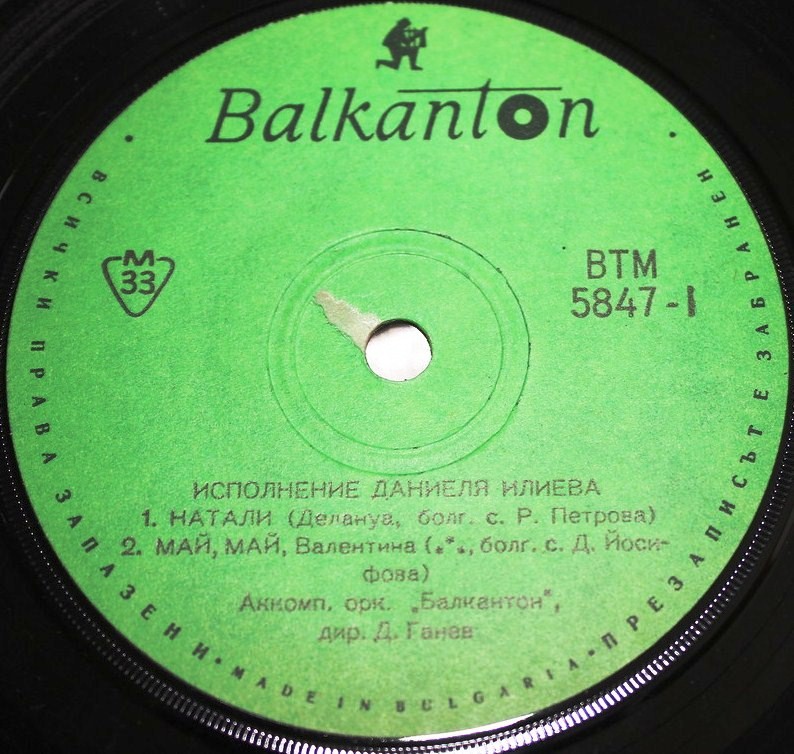 Balkanton
М
33
ВТМ
5847-I
ИСПОЛНЕНИЕ ДАНИЕЛЯ ИЛИЕВА
1. НАТАЛИ (Делануа, болг. с. Р. Петрова)
2. МАЙ, МАЙ, Валентина (***, болг. с. Д. Йоси-
фова)
Аккомп. орк. „Балкантон",
дир. Д. Ганев
ВСИЧКИ ПРАВА ЗАПАЗЕНИ • MADE IN BULGARIA • ПРЕЗАПИСЪТ Е ЗАБРАНЕН